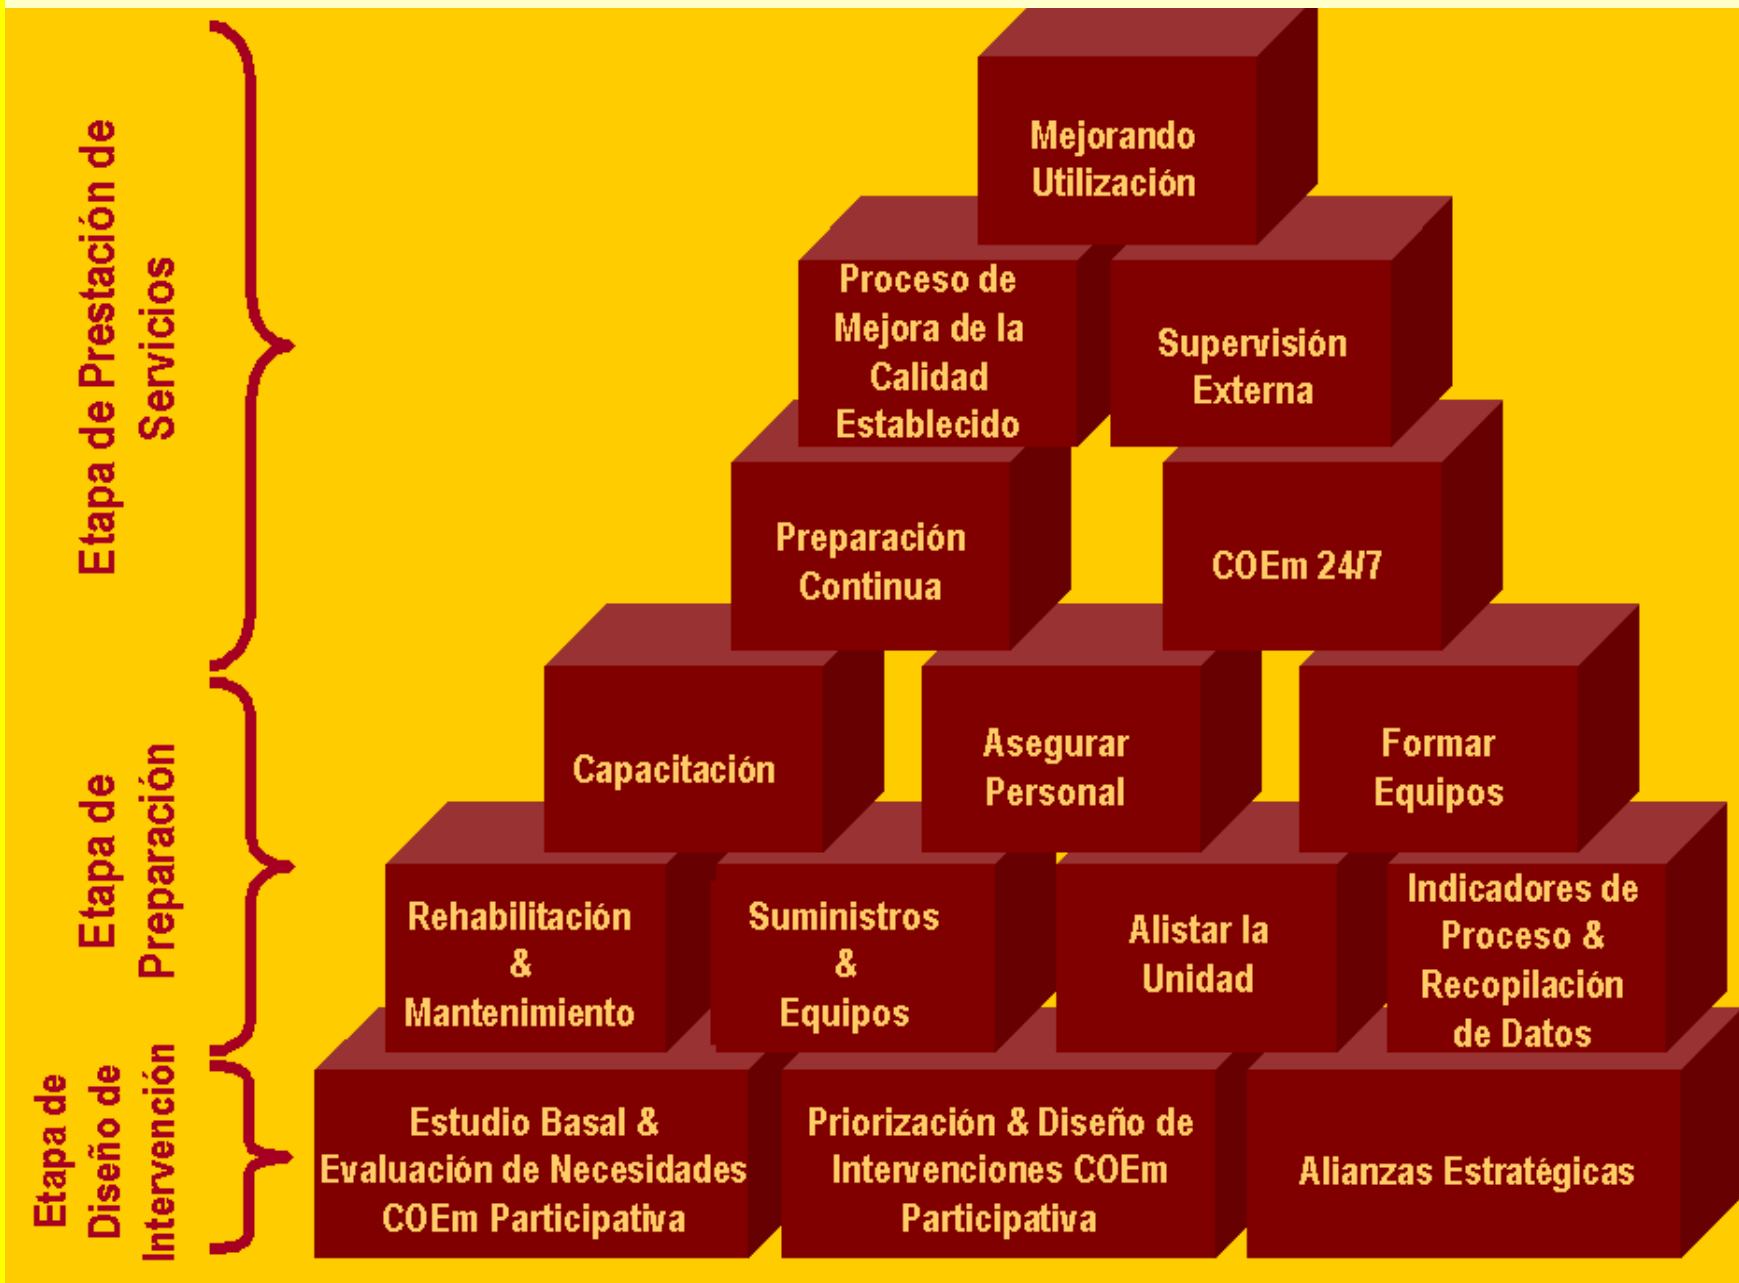 Etapa de Prestación de
Servicios
Mejorando
Utilización
Proceso de
Mejora de la
Calidad
Establecido
Supervisión
Externa
Preparación
Continua
COEm 24/7
Etapa de
Preparación
Capacitación
Asegurar
Personal
Formar
Equipos
Rehabilitación
&
Mantenimiento
Suministros
&
Equipos
Alistar la
Unidad
Indicadores de
Proceso &
Recopilación
de Datos
Etapa de
Diseño de
Intervención
Estudio Basal &
Evaluación de Necesidades
COEm Participativa
Priorización & Diseño de
Intervenciones COEm
Participativa
Alianzas Estratégicas